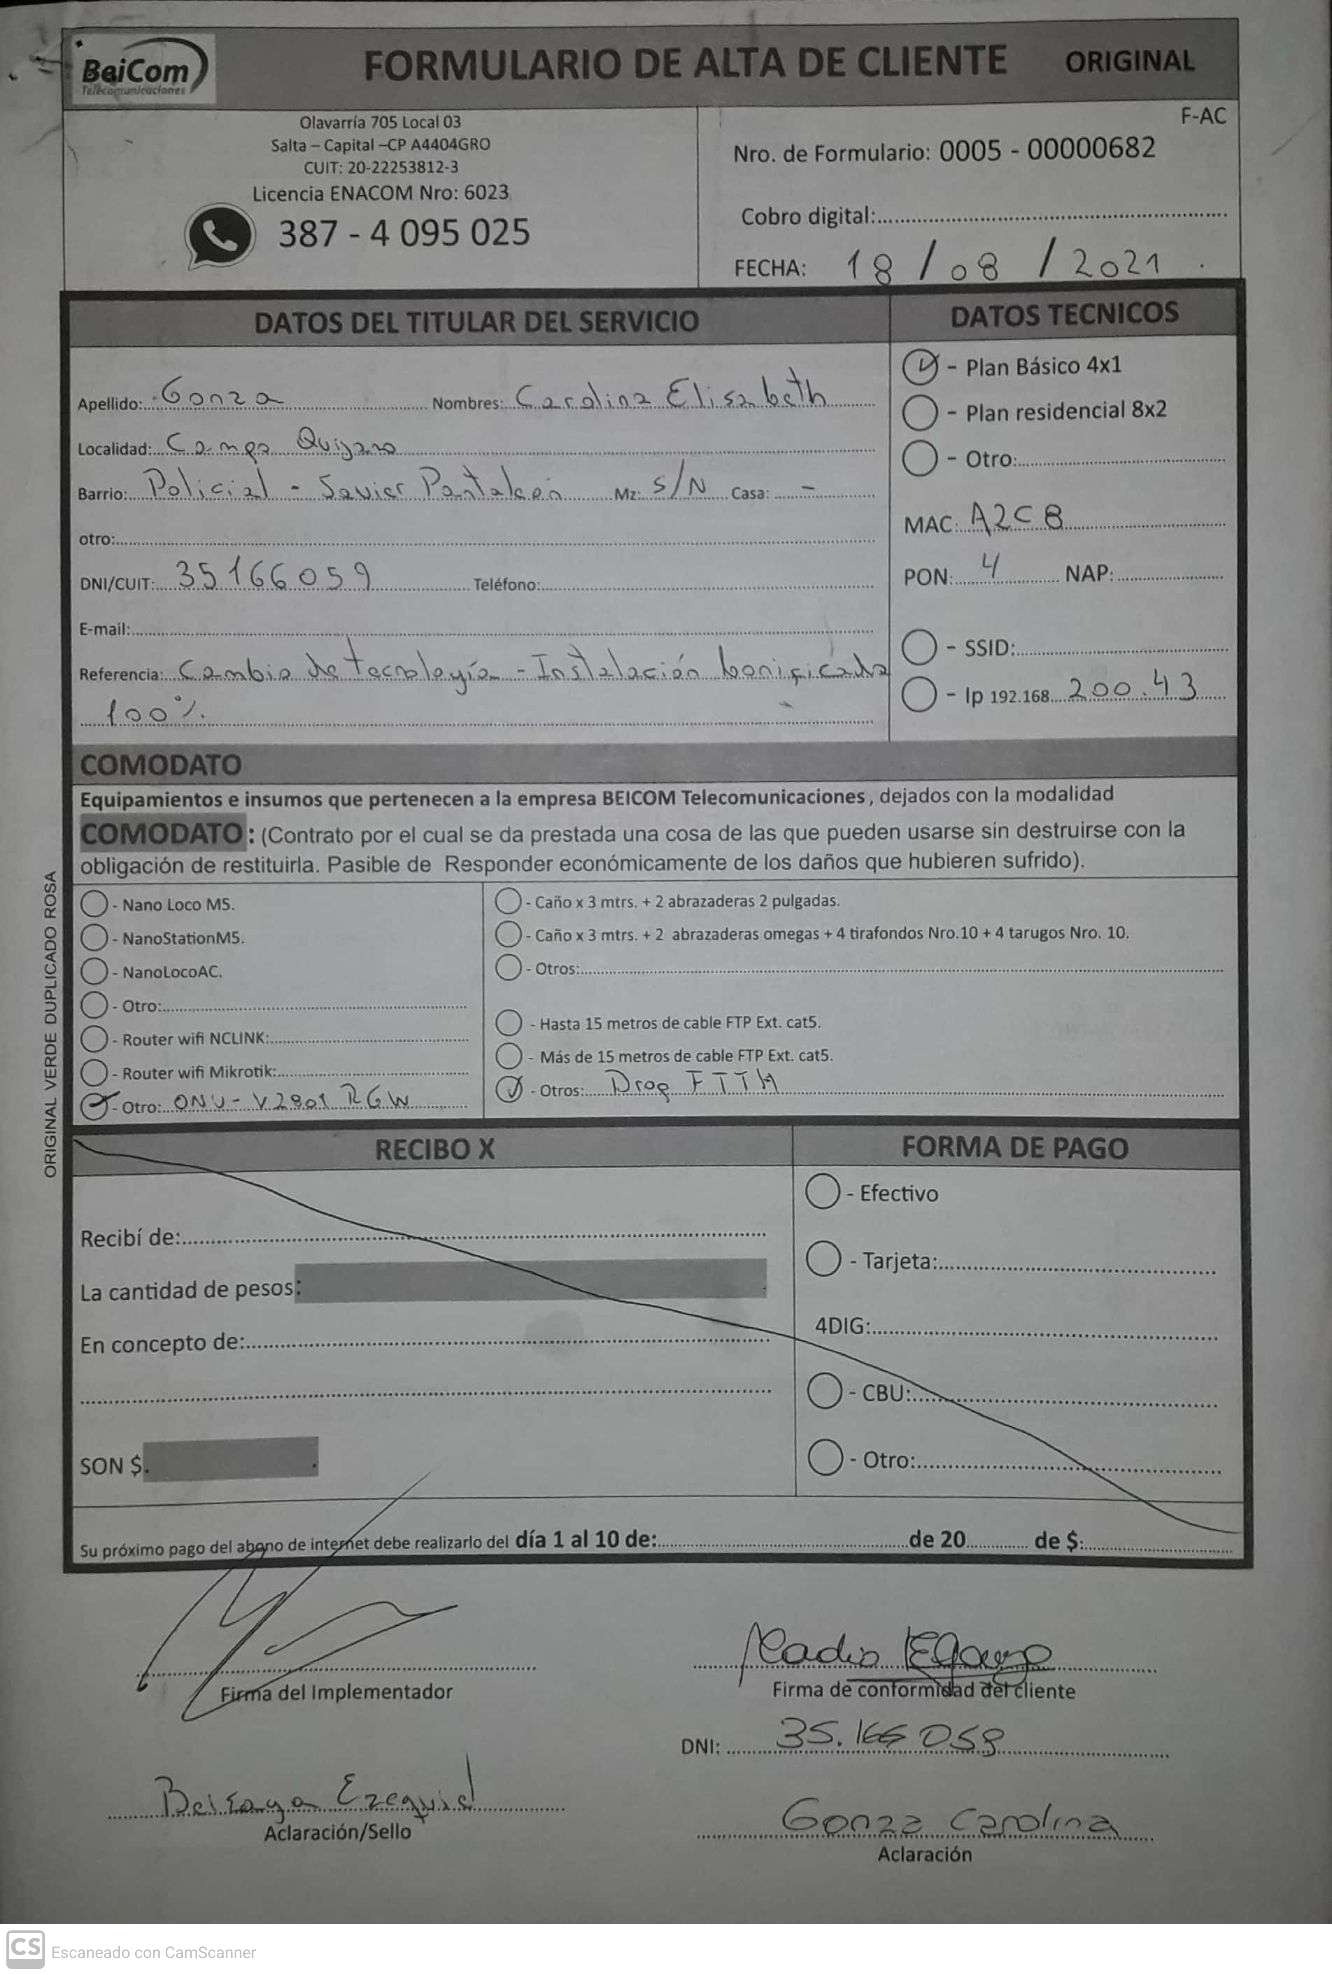 BeiCom
Telecomunicaciones
FORMULARIO DE ALTA DE CLIENTE ORIGINAL
Olavarría 705 Local 03
Salta – Capital –CP A4404GRO
CUIT: 20-22253812-3
Licencia ENACOM Nro: 6023
387 - 4 095 025
F-AC
Nro. de Formulario: 0005 - 00000682
Cobro digital:
FECHA: 18 / 08 / 2021
DATOS DEL TITULAR DEL SERVICIO
Apellido: Gonza Nombres: Carolina Elisabeth
Localidad: Campo Quijano
Barrio: Policial - Javier Pantaleón Mz: S/N Casa: -
otro:
DNI/CUIT: 35166059 Teléfono:
E-mail:
Referencia: Cambio de tecnología - Instalación bonificada
100%
DATOS TECNICOS
- Plan Básico 4x1
- Plan residencial 8x2
- Otro:
MAC: A2C8
PON: 4 NAP:
- SSID:
- Ip 192.168. 200.43
COMODATO
Equipamientos e insumos que pertenecen a la empresa BEICOM Telecomunicaciones, dejados con la modalidad
COMODATO: (Contrato por el cual se da prestada una cosa de las que pueden usarse sin destruirse con la
obligación de restituirla. Pasible de Responder económicamente de los daños que hubieren sufrido).
- Nano Loco M5.
- NanoStationM5.
- NanoLocoAC.
- Otro:
- Router wifi NCLINK:
- Router wifi Mikrotik:
- Otro: ONU - V2801 RGW
- Caño x 3 mtrs. + 2 abrazaderas 2 pulgadas.
- Caño x 3 mtrs. + 2 abrazaderas omegas + 4 tirafondos Nro.10 + 4 tarugos Nro. 10.
- Otros:
- Hasta 15 metros de cable FTP Ext. cat5.
- Más de 15 metros de cable FTP Ext. cat5.
- Otros: Drop FTTH
ORIGINAL VERDE DUPLICADO ROSA
RECIBO X
Recibí de:
La cantidad de pesos:
En concepto de:
SON $.
FORMA DE PAGO
- Efectivo
- Tarjeta:
4DIG:
- CBU:
- Otro:
Su próximo pago del abono de internet debe realizarlo del día 1 al 10 de: de 20 de $:
Firma del Implementador
Firma de conformidad del cliente
DNI: 35.166 059
Ezequiel
Aclaración/Sello
Gonza Carolina
Aclaración
CS Escaneado con CamScanner